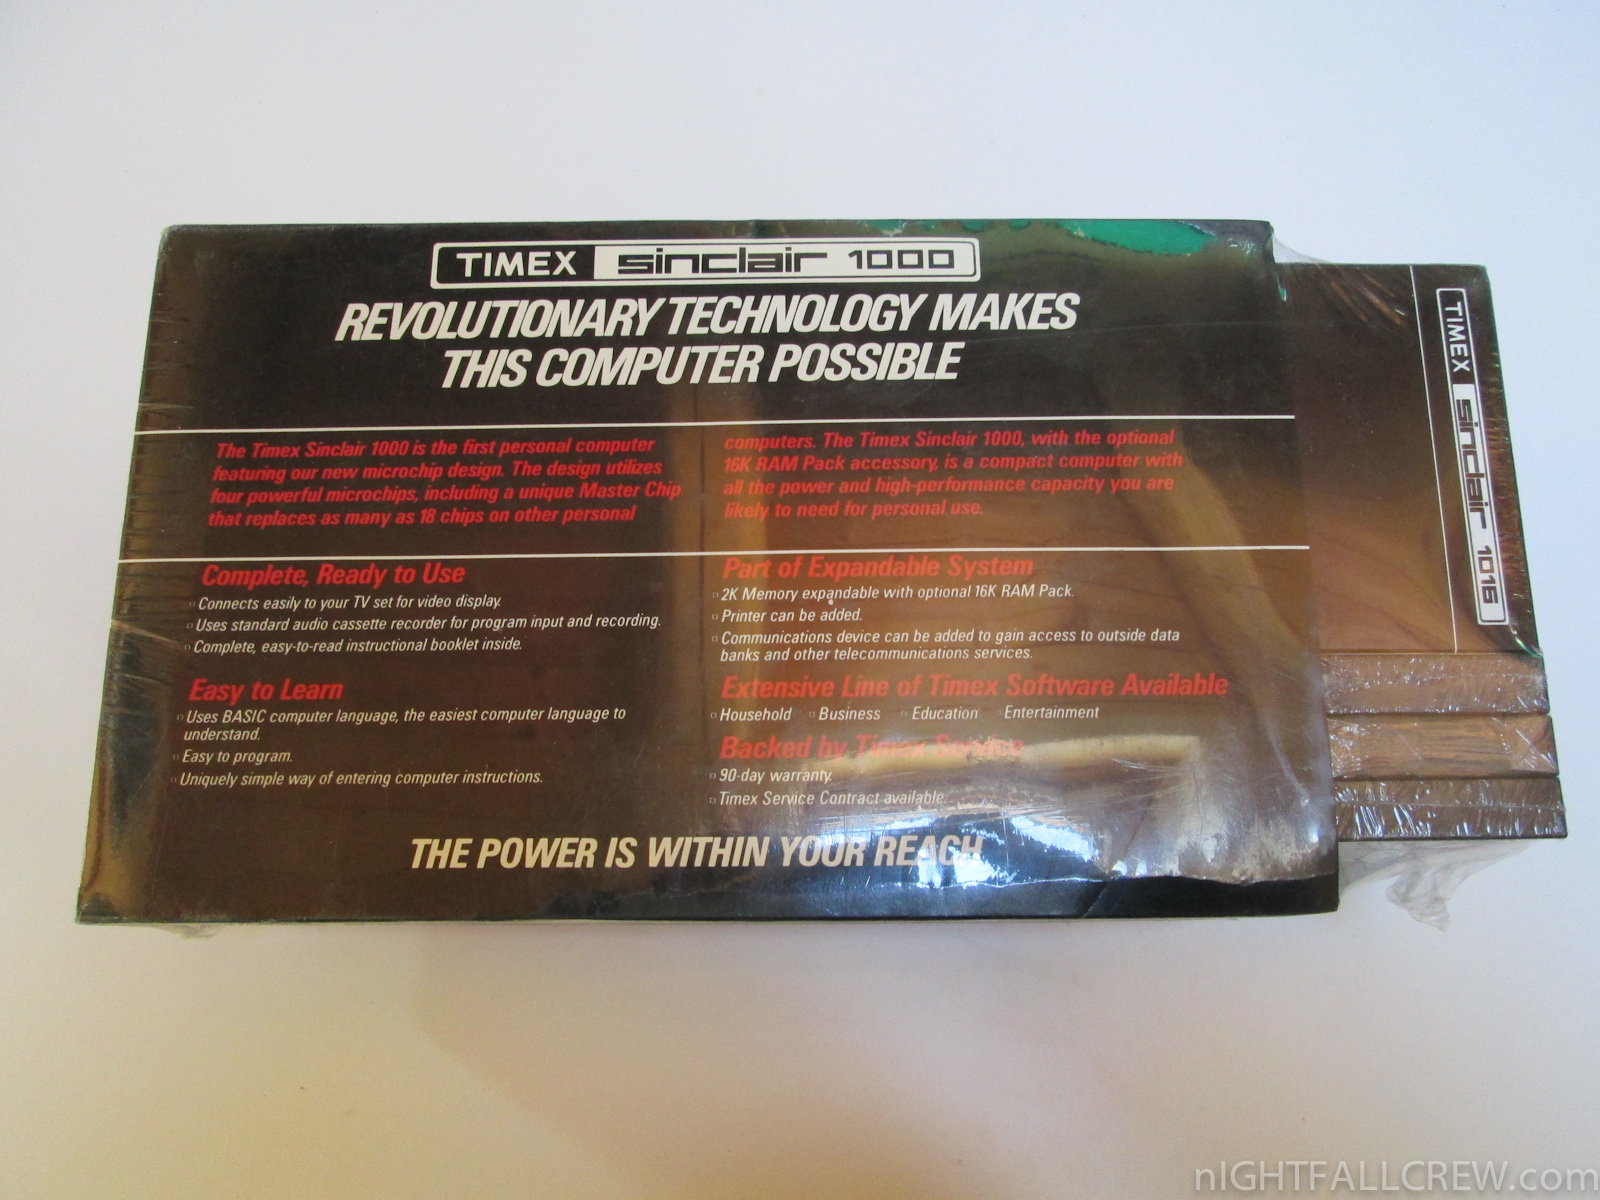 TIMEX sinclair 1000
REVOLUTIONARY TECHNOLOGY MAKES
THIS COMPUTER POSSIBLE
The Timex Sinclair 1000 is the first personal computer
featuring our new microchip design. The design utilizes
four powerful microchips, including a unique Master Chip
that replaces as many as 18 chips on other personal
computers. The Timex Sinclair 1000, with the optional
16K RAM Pack accessory, is a compact computer with
all the power and high-performance capacity you are
likely to need for personal use.
Complete, Ready to Use
Connects easily to your TV set for video display.
Uses standard audio cassette recorder for program input and recording.
Complete, easy-to-read instructional booklet inside.
Easy to Learn
Uses BASIC computer language, the easiest computer language to
understand.
Easy to program.
Uniquely simple way of entering computer instructions.
Part of Expandable System
2K Memory expandable with optional 16K RAM Pack.
Printer can be added.
Communications device can be added to gain access to outside data
banks and other telecommunications services.
Extensive Line of Timex Software Available
Household Business Education Entertainment
Backed by Timex Service
90-day warranty.
Timex Service Contract available.
THE POWER IS WITHIN YOUR REACH
TIMEX sinclair 1016
nIGHTFALLCREW.com